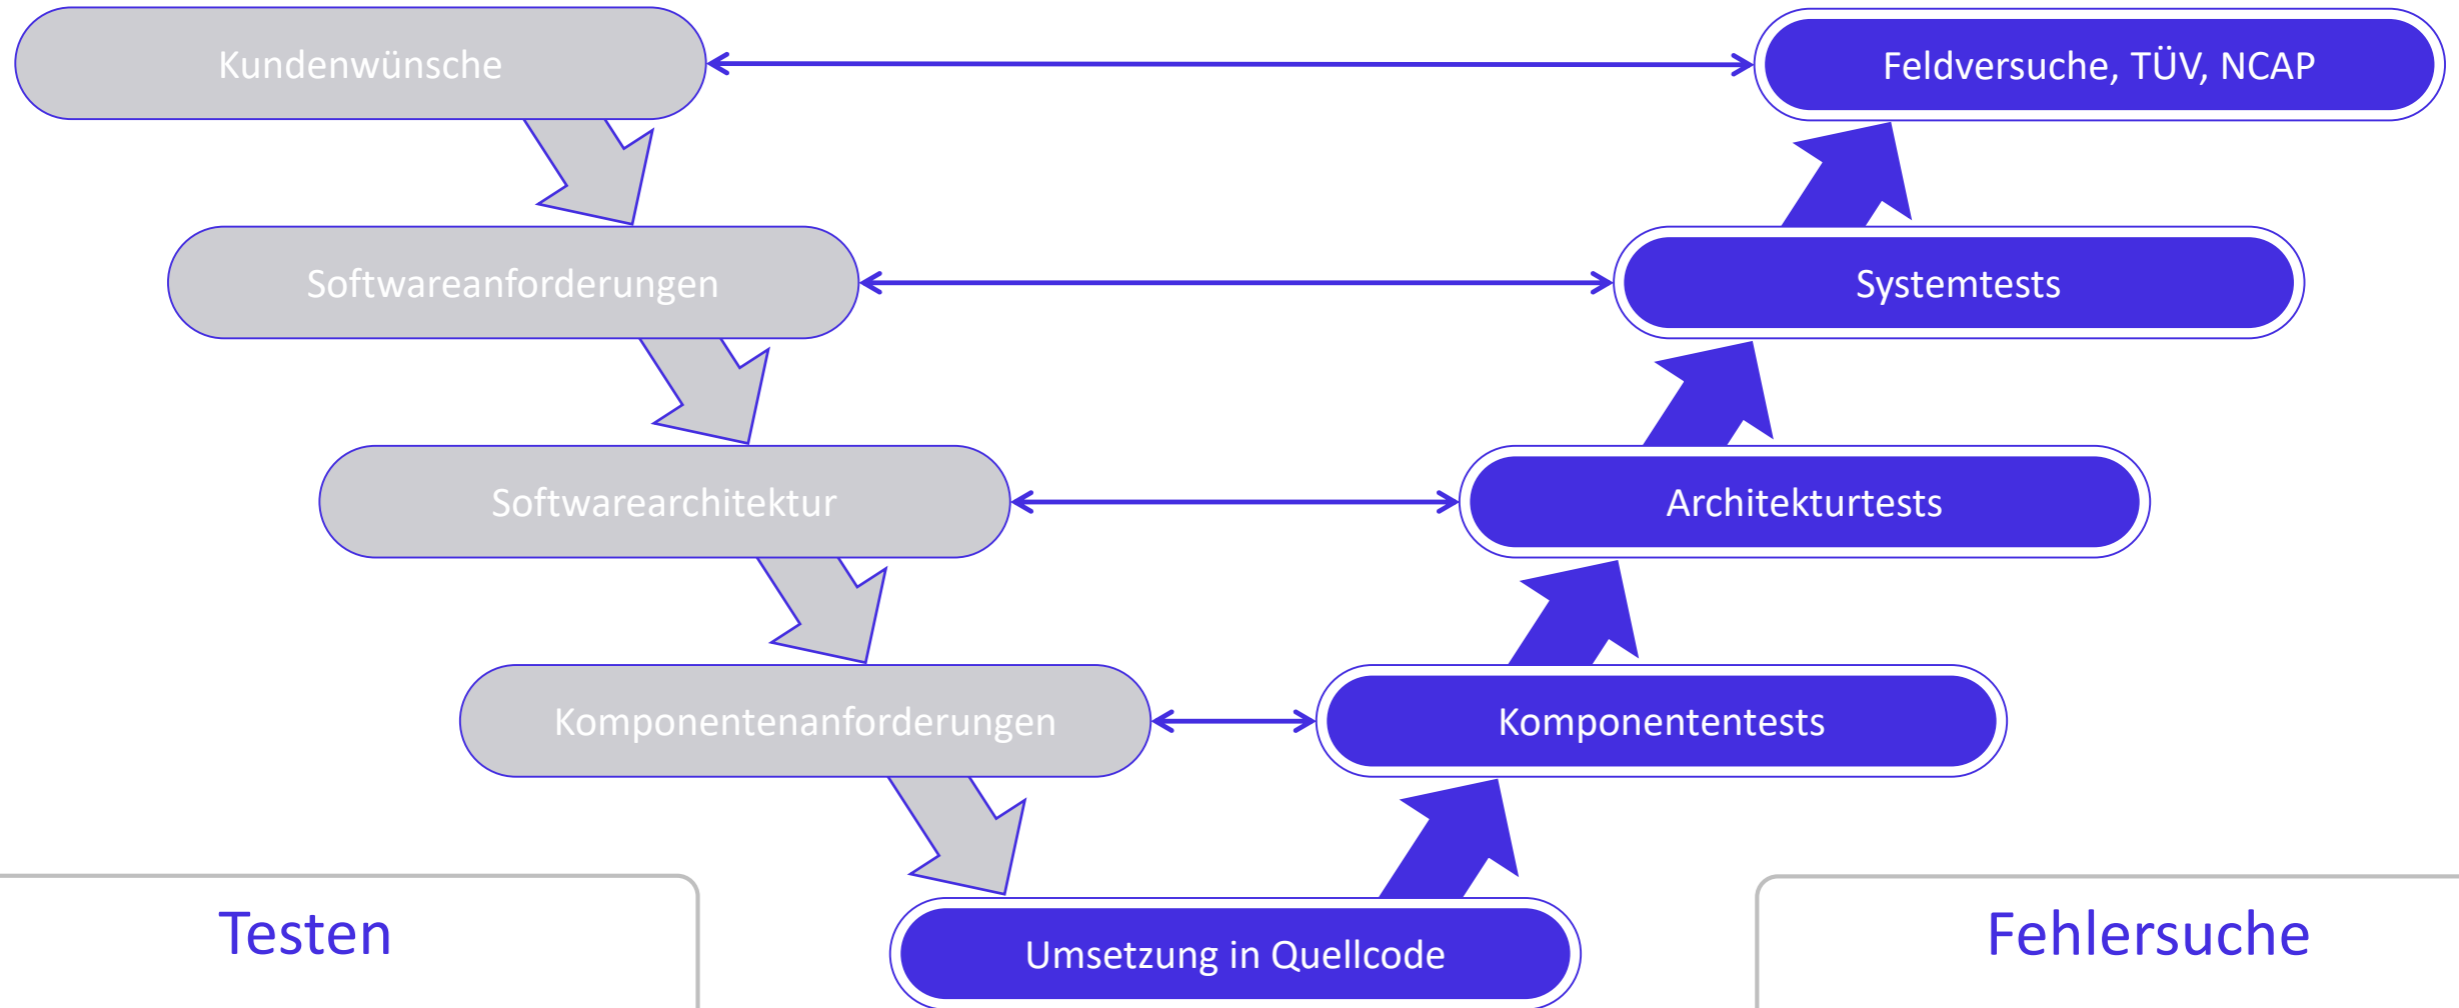 Kundenwünsche
Feldversuche, TÜV, NCAP
Softwareanforderungen
Systemtests
Softwarearchitektur
Architekturtests
Komponentenanforderungen
Komponententests
Testen
Umsetzung in Quellcode
Fehlersuche